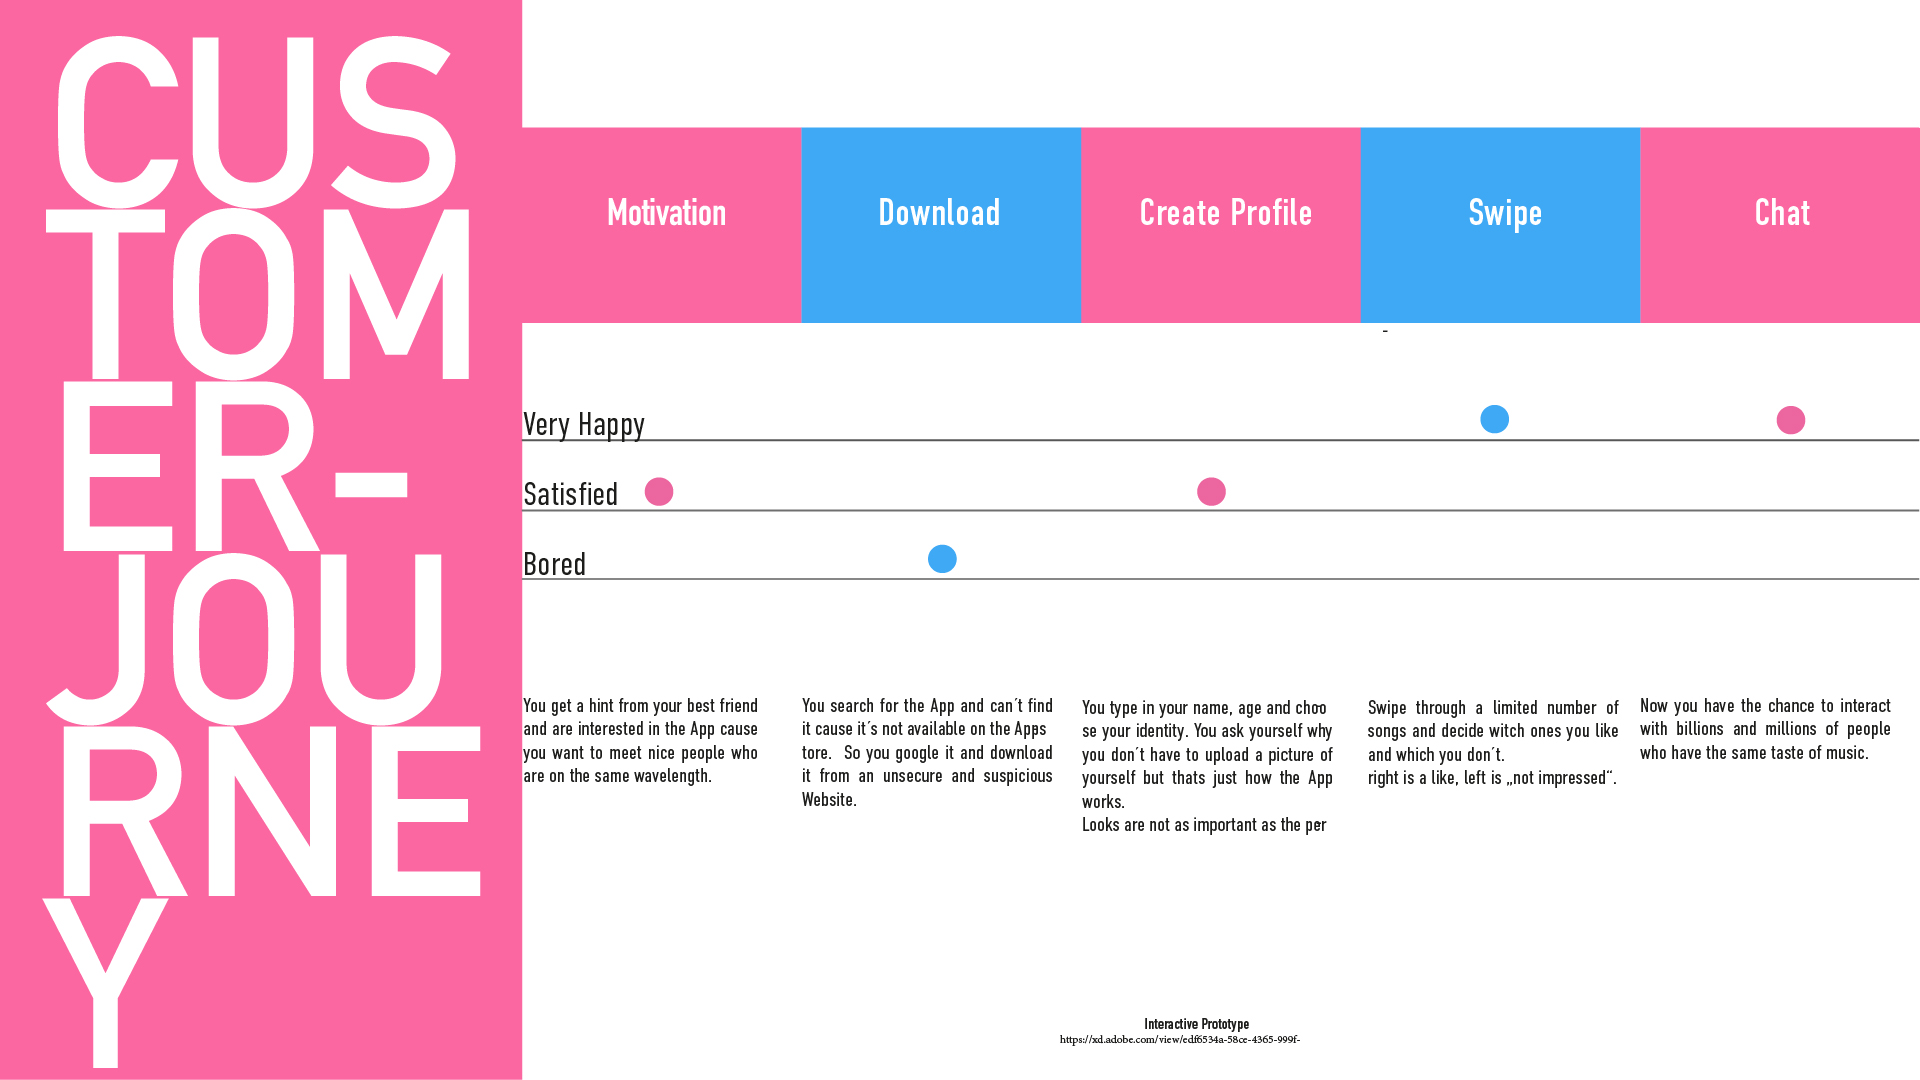 CUS
TOM
ER-
JOU
RNE
Y
Motivation
Download
Create Profile
Swipe
Chat
-
Very Happy
Satisfied
Bored
You get a hint from your best friend
and are interested in the App cause
you want to meet nice people who
are on the same wavelength.
You search for the App and can´t find
it cause it´s not available on the Apps
tore. So you google it and download
it from an unsecure and suspicious
Website.
You type in your name, age and choo
se your identity. You ask yourself why
you don´t have to upload a picture of
yourself but thats just how the App
works.
Looks are not as important as the per
Swipe through a limited number of
songs and decide witch ones you like
and which you don´t.
right is a like, left is „not impressed“.
Now you have the chance to interact
with billions and millions of people
who have the same taste of music.
Interactive Prototype
https://xd.adobe.com/view/edf6534a-58ce-4365-999f-